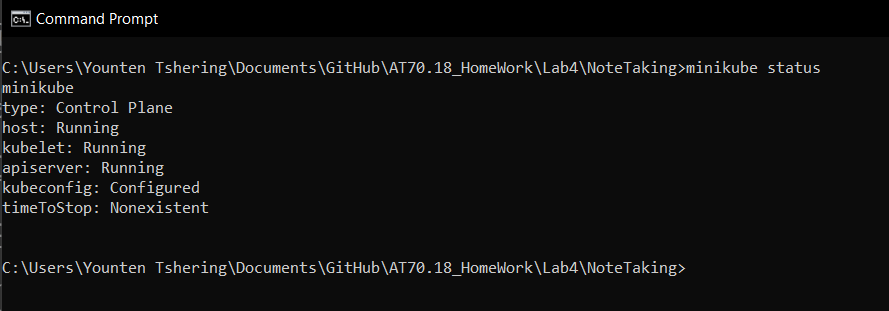 Command Prompt
C:\Users\Younten Tshering\Documents\GitHub\AT70.18_HomeWork\Lab4\NoteTaking>minikube status
minikube
type: Control Plane
host: Running
kubelet: Running
apiserver: Running
kubeconfig: Configured
timeToStop: Nonexistent
C:\Users\Younten Tshering\Documents\GitHub\AT70.18_HomeWork\Lab4\NoteTaking>